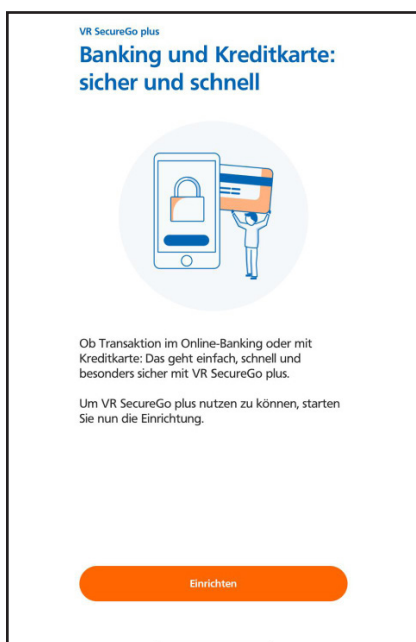 VR SecureGo plus
Banking und Kreditkarte:
sicher und schnell
Ob Transaktion im Online-Banking oder mit
Kreditkarte: Das geht einfach, schnell und
besonders sicher mit VR SecureGo plus.
Um VR SecureGo plus nutzen zu können, starten
Sie nun die Einrichtung.
Einrichten